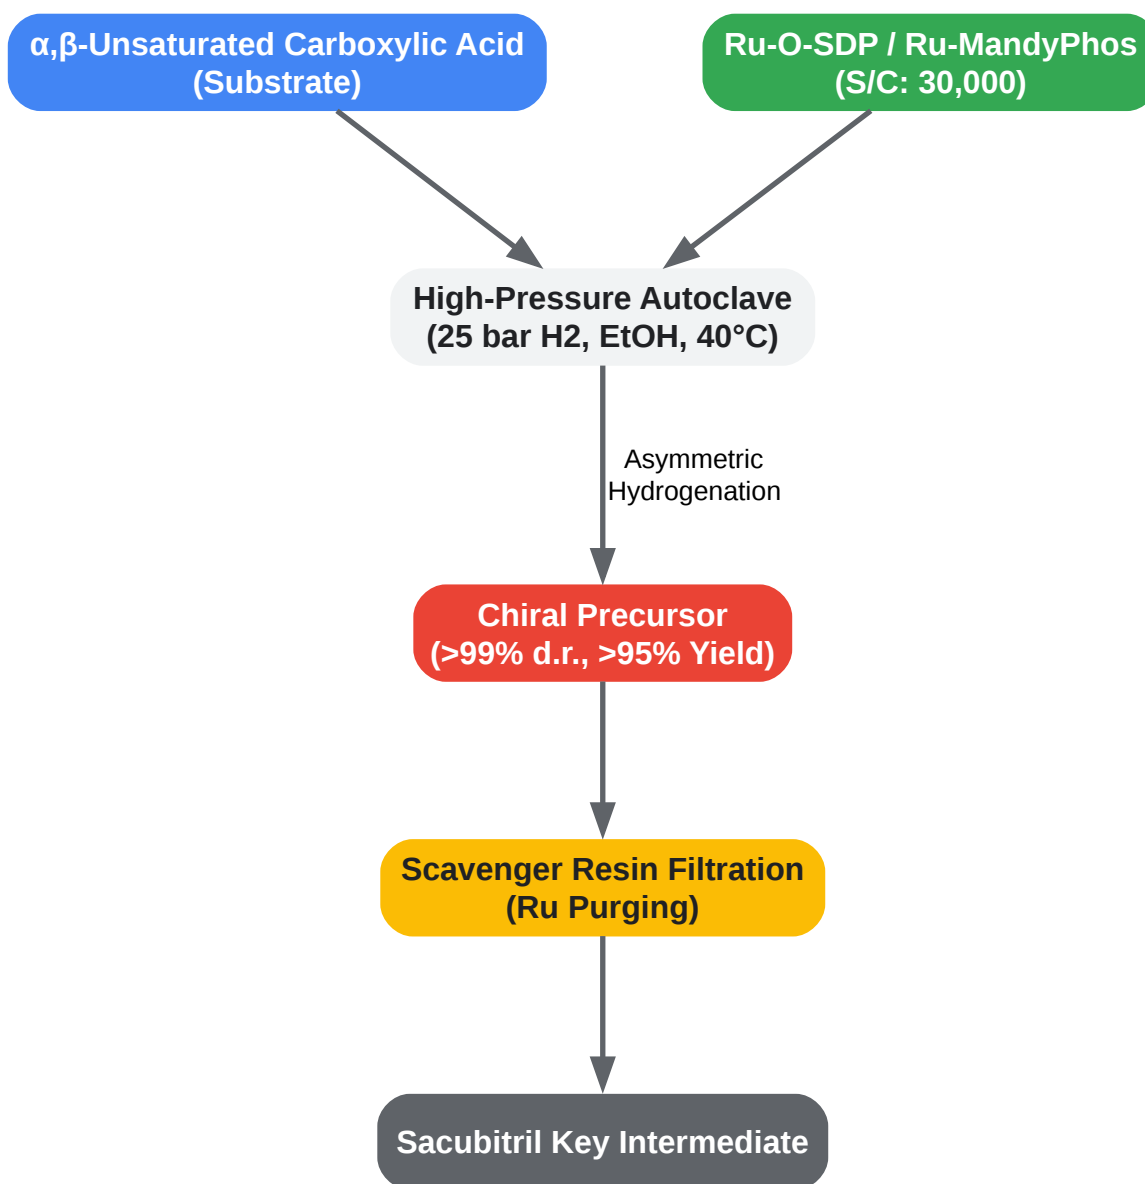 α,β-Unsaturated Carboxylic Acid
(Substrate)
Ru-O-SDP / Ru-MandyPhos
(S/C: 30,000)
High-Pressure Autoclave
(25 bar H2, EtOH, 40°C)
Asymmetric
Hydrogenation
Chiral Precursor
(>99% d.r., >95% Yield)
Scavenger Resin Filtration
(Ru Purging)
Sacubitril Key Intermediate